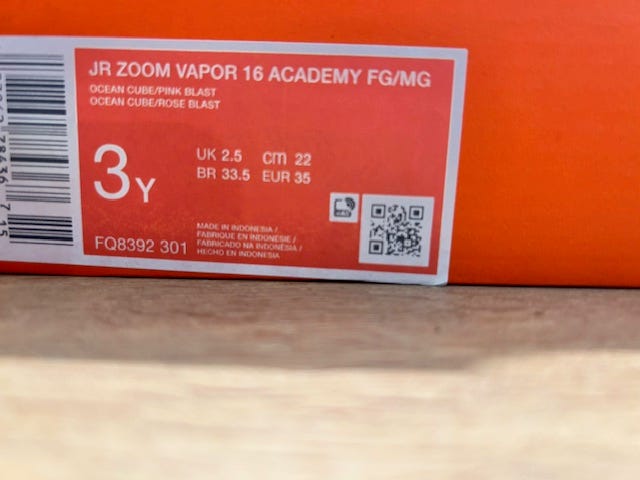 JR ZOOM VAPOR 16 ACADEMY FG/MG
OCEAN CUBE/PINK BLAST
OCEAN CUBE/ROSE BLAST
3Y
UK 2.5 cm 22
BR 33.5 EUR 35
FQ8392 301
MADE IN INDONESIA /
FABRIQUE EN INDONESIE /
FABRICADO NA INDONÉSIA /
HECHO EN INDONESIA